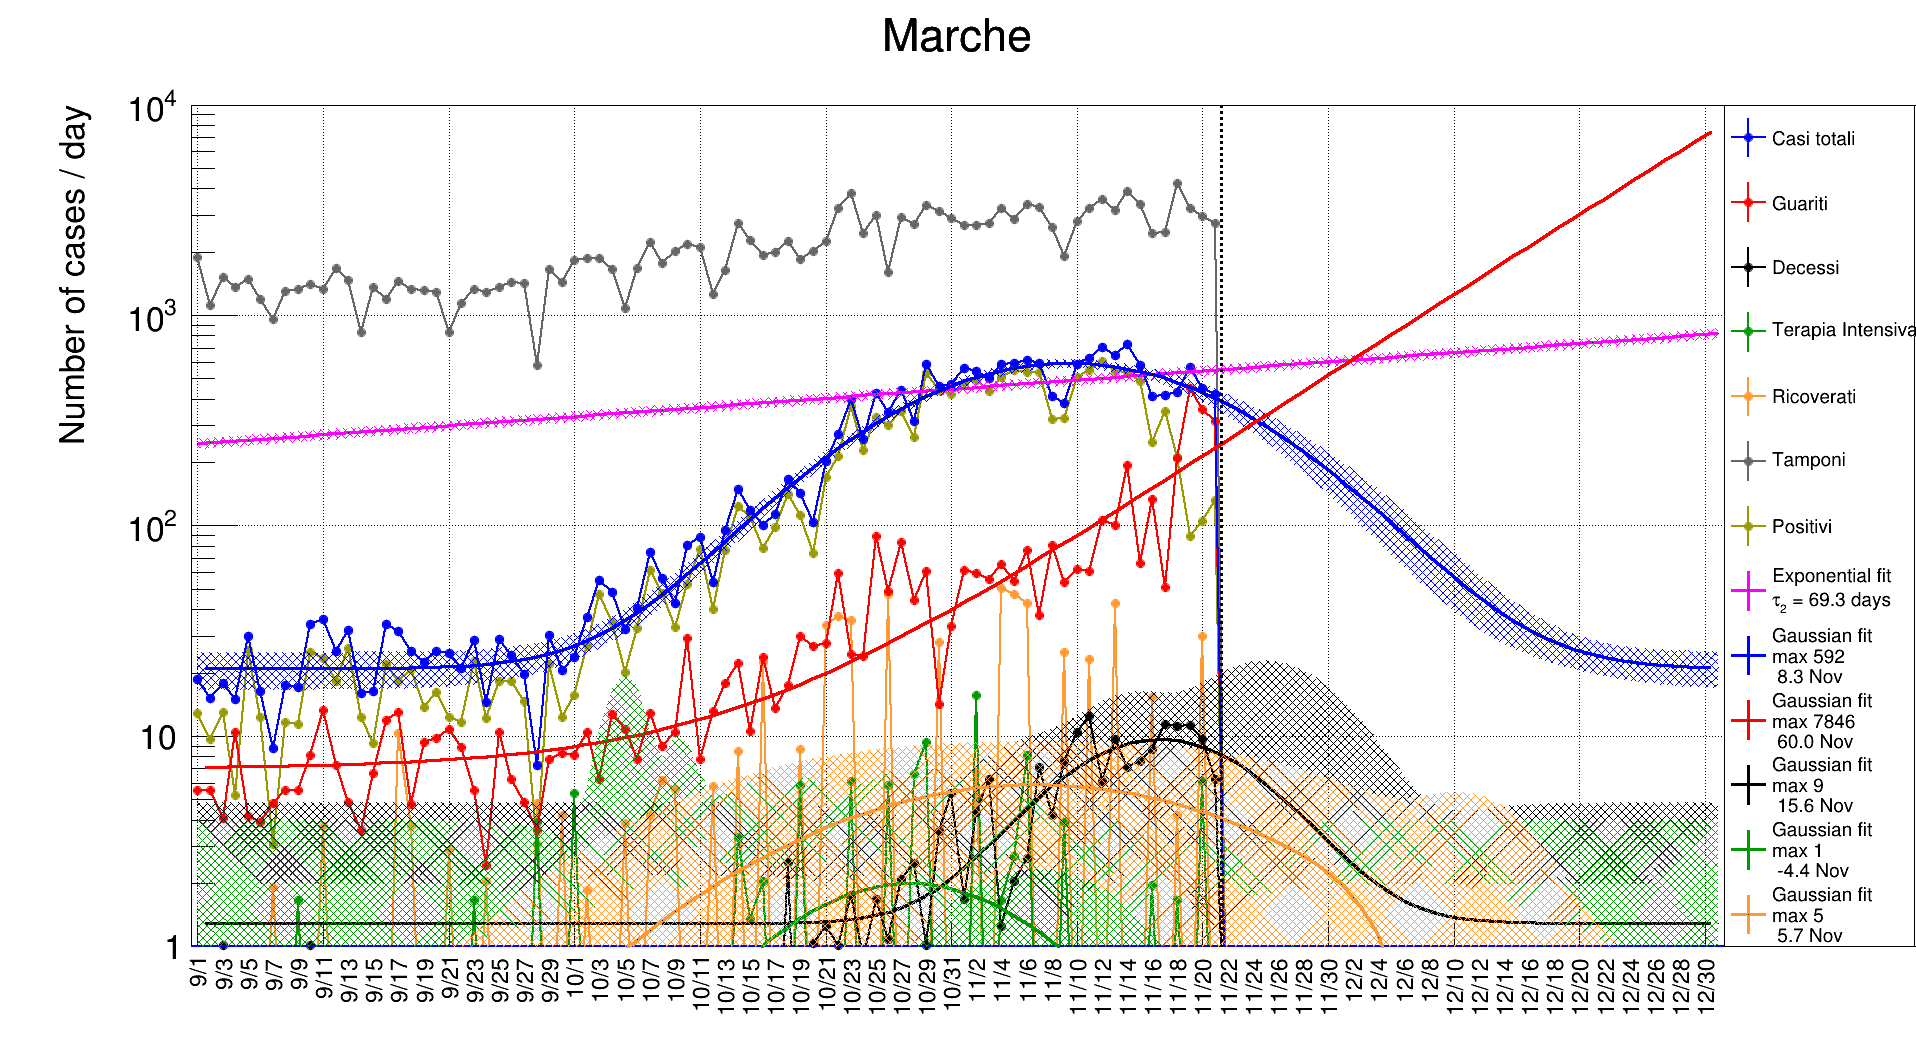 Marche
Number of cases / day
10^4
10^3
10^2
10
1
9/1 9/3 9/5 9/7 9/9 9/11 9/13 9/15 9/17 9/19 9/21 9/23 9/25 9/27 9/29 10/1 10/3 10/5 10/7 10/9 10/11 10/13 10/15 10/17 10/19 10/21 10/23 10/25 10/27 10/29 10/31 11/2 11/4 11/6 11/8 11/10 11/12 11/14 11/16 11/18 11/20 11/22 11/24 11/26 11/28 11/30 12/2 12/4 12/6 12/8 12/10 12/12 12/14 12/16 12/18 12/20 12/22 12/24 12/26 12/28 12/30
Casi totali
Guariti
Decessi
Terapia Intensiva
Ricoverati
Tamponi
Positivi
Exponential fit
τ₂ = 69.3 days
Gaussian fit
max 592
8.3 Nov
Gaussian fit
max 7846
60.0 Nov
Gaussian fit
max 9
15.6 Nov
Gaussian fit
max 1
-4.4 Nov
Gaussian fit
max 5
5.7 Nov